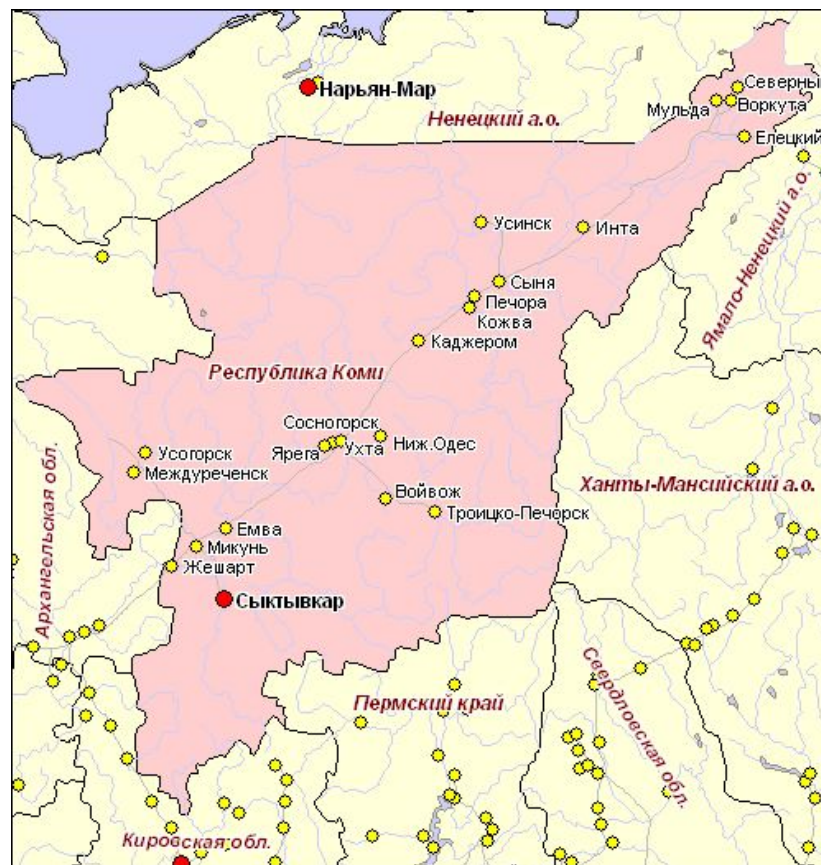 Северный
Нарьян-Мар
Мульда
Воркута
Ненецкий а.о.
Елецкий
Усинск
Инта
Ямало-Ненецкий а.о.
Сыня
Печора
Кожва
Каджером
Республика Коми
Сосногорск
Ярега
Ухта
Ниж.Одес
Усогорск
Междуреченск
Ханты-Мансийский а.о.
Войвож
Троицко-Печорск
Архангельская обл.
Емва
Микунь
Жешарт
Сыктывкар
Пермский край
Свердловская обл.
Кировская обл.